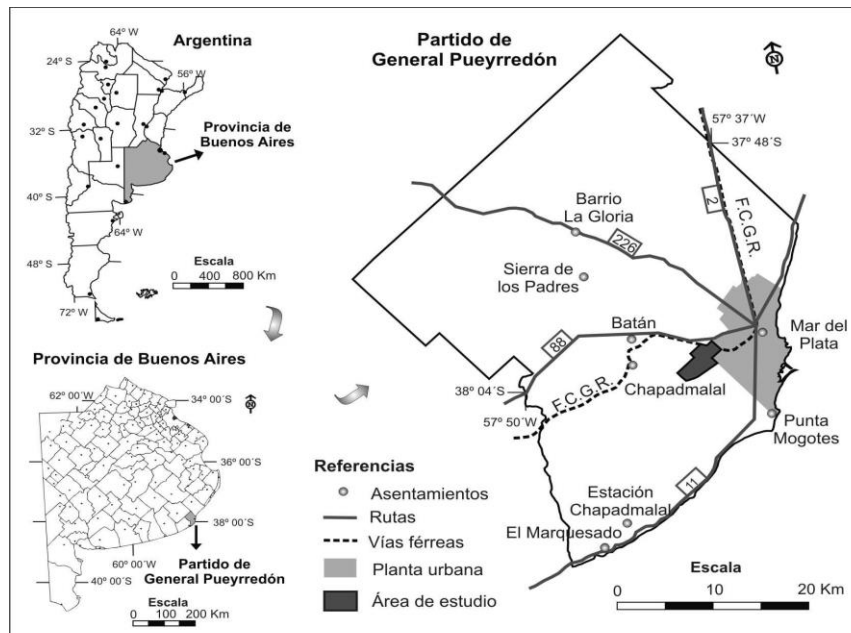 64º W
Argentina
24º S
56º W
32º S
Provincia de
Buenos Aires
40º S
64º W
Escala
0 400 800 Km
48º S
72º W
Provincia de Buenos Aires
62º 00´W
34º 00´S
N
36º 00´S
38º 00´S
60º 00´W
Partido de
General Pueyrredón
40º 00´S
Escala
0 100 200 Km
Partido de
General Pueyrredón
N
57º 37´W
37º 48´S
2
F.C.G.R.
Barrio
La Gloria
226
Sierra de
los Padres
Batán
Mar del
Plata
88
Chapadmalal
38º 04´S
F.C.G.R.
57º 50´W
Punta
Mogotes
11
Estación
Chapadmalal
El Marquesado
Referencias
Asentamientos
Rutas
Vías férreas
Planta urbana
Área de estudio
Escala
0 10 20 Km